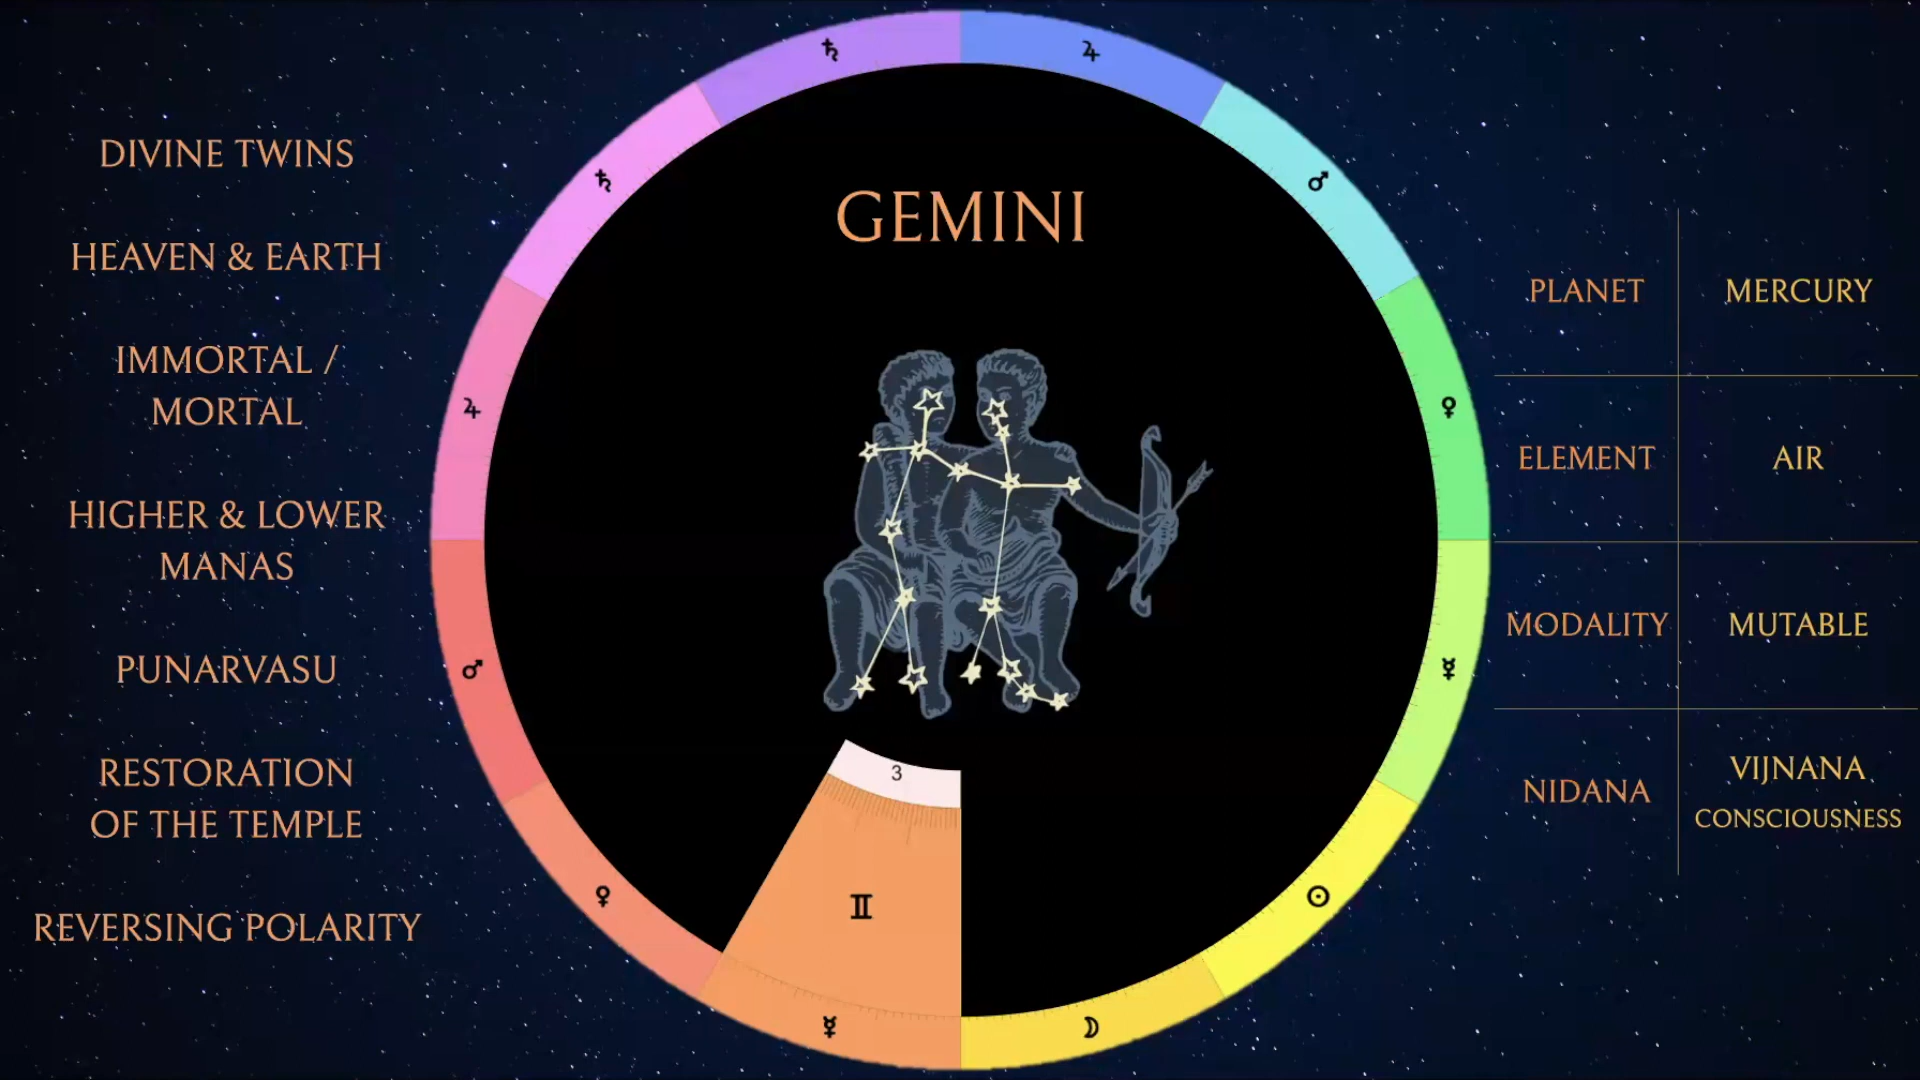 GEMINI
DIVINE TWINS
HEAVEN & EARTH
IMMORTAL /
MORTAL
HIGHER & LOWER
MANAS
PUNARVASU
RESTORATION
OF THE TEMPLE
REVERSING POLARITY
♄
♃
♄
♂
♃
♀
♂
☿
♀
☉
☿
☽
3
♊
PLANET MERCURY
ELEMENT AIR
MODALITY MUTABLE
NIDANA VIJNANA
CONSCIOUSNESS